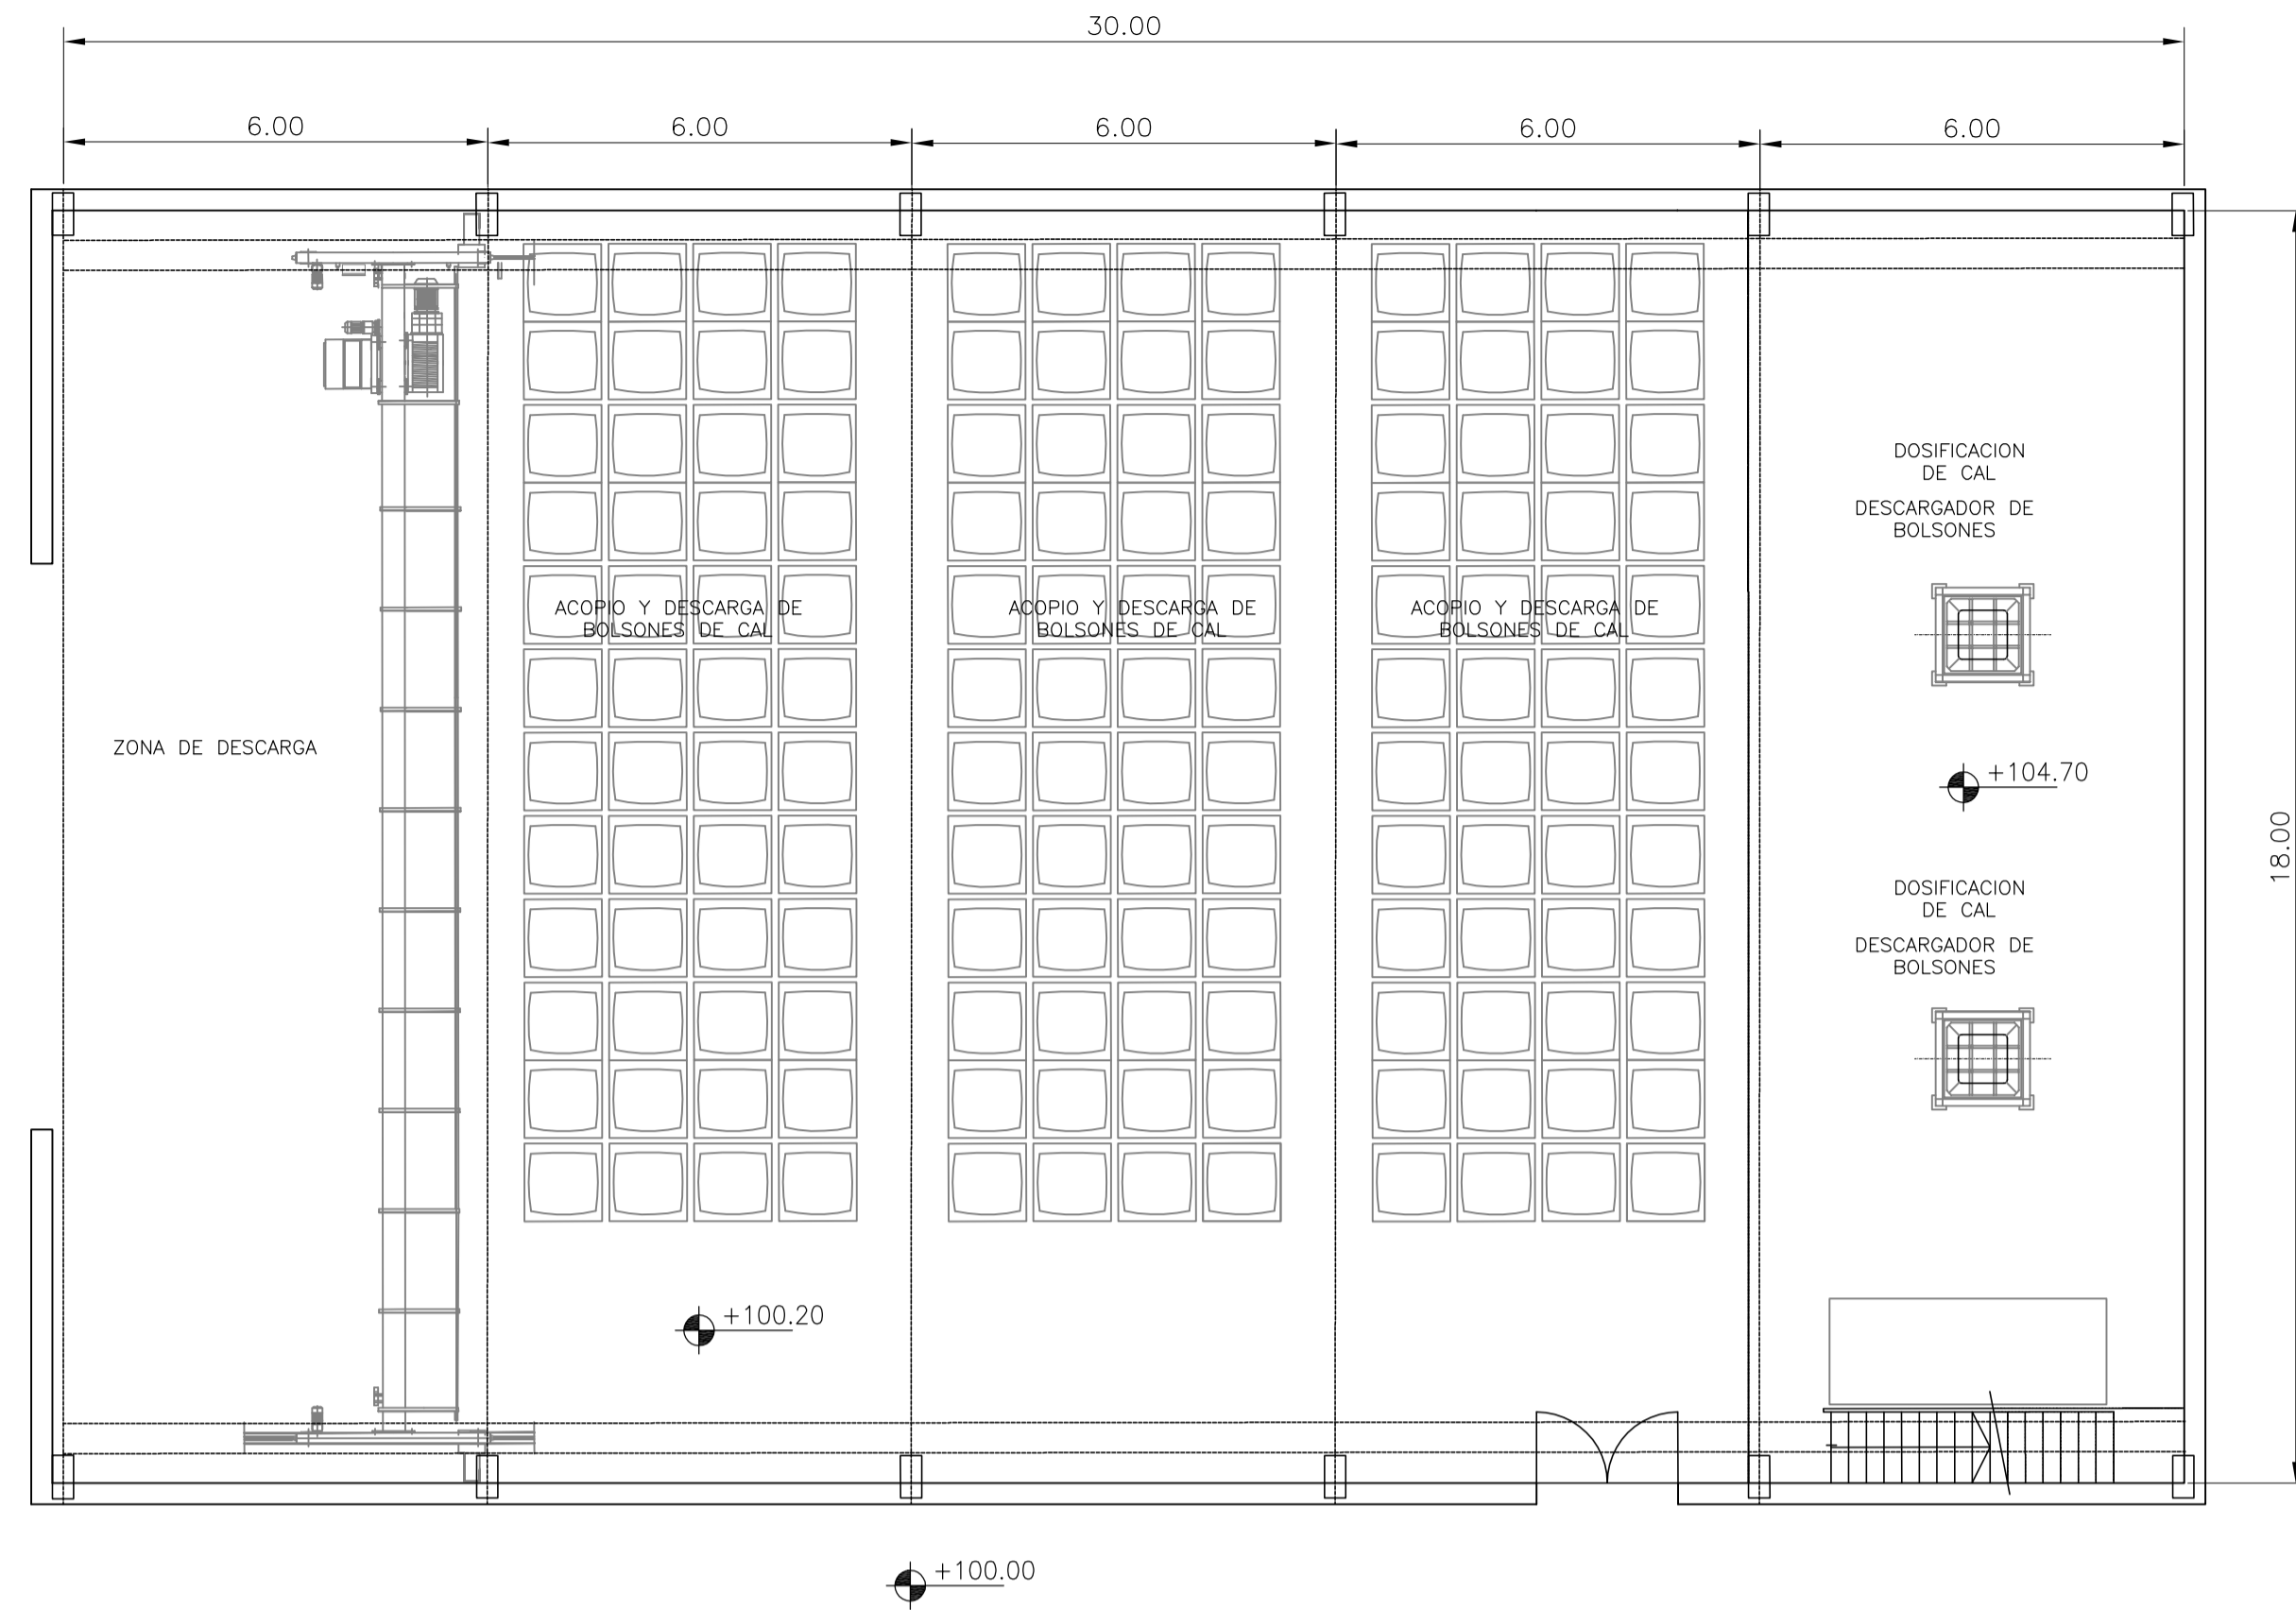 30.00
6.00
6.00
6.00
6.00
6.00
DOSIFICACION
DE CAL
DESCARGADOR DE
BOLSONES
ACOPIO Y DESCARGA DE
BOLSONES DE CAL
ACOPIO Y DESCARGA DE
BOLSONES DE CAL
ACOPIO Y DESCARGA DE
BOLSONES DE CAL
ZONA DE DESCARGA
+104.70
18.00
DOSIFICACION
DE CAL
DESCARGADOR DE
BOLSONES
+100.20
+100.00